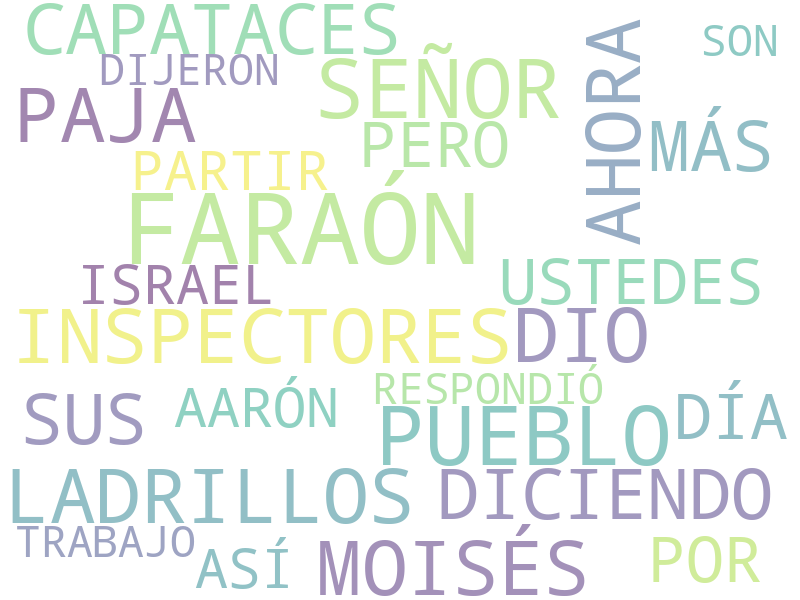 CAPATACES
SON
DIJERON
SEÑOR
AHORA
PAJA
PERO
MÁS
PARTIR
FARAÓN
ISRAEL
USTEDES
INSPECTORES
DIO
SUS
AARÓN
RESPONDIÓ
PUEBLO
DÍA
LADRILLOS
DICIENDO
TRABAJO
ASÍ
MOISÉS
POR